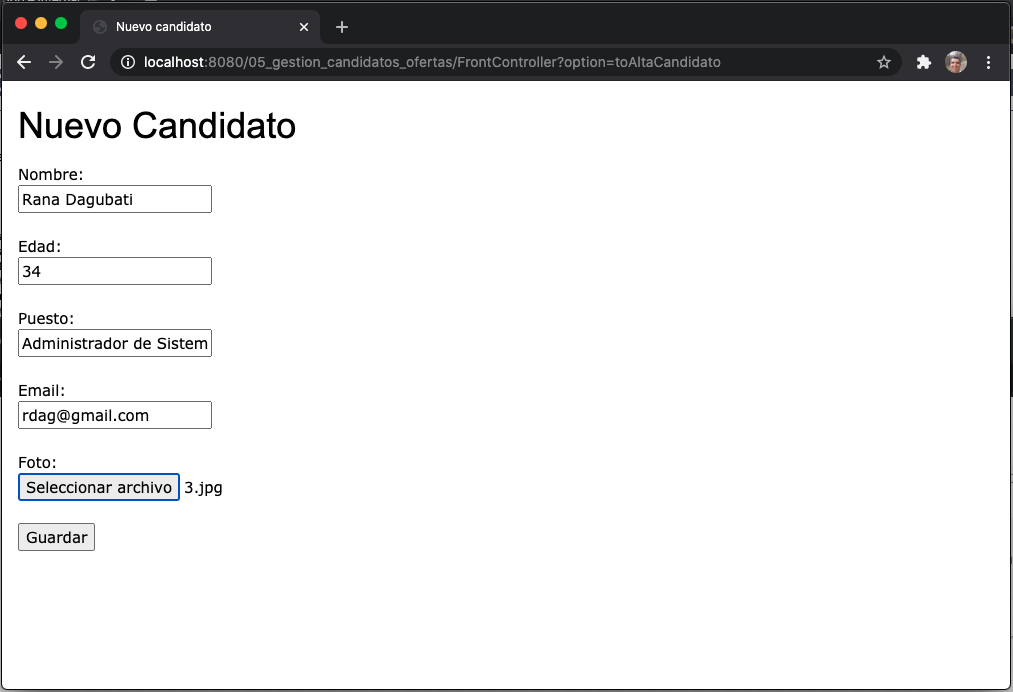 Nuevo candidato
localhost:8080/05_gestion_candidatos_ofertas/FrontController?option=toAltaCandidato
Nuevo Candidato
Nombre:
Rana Dagubati
Edad:
34
Puesto:
Administrador de Sistem
Email:
rdag@gmail.com
Foto:
Seleccionar archivo 3.jpg
Guardar